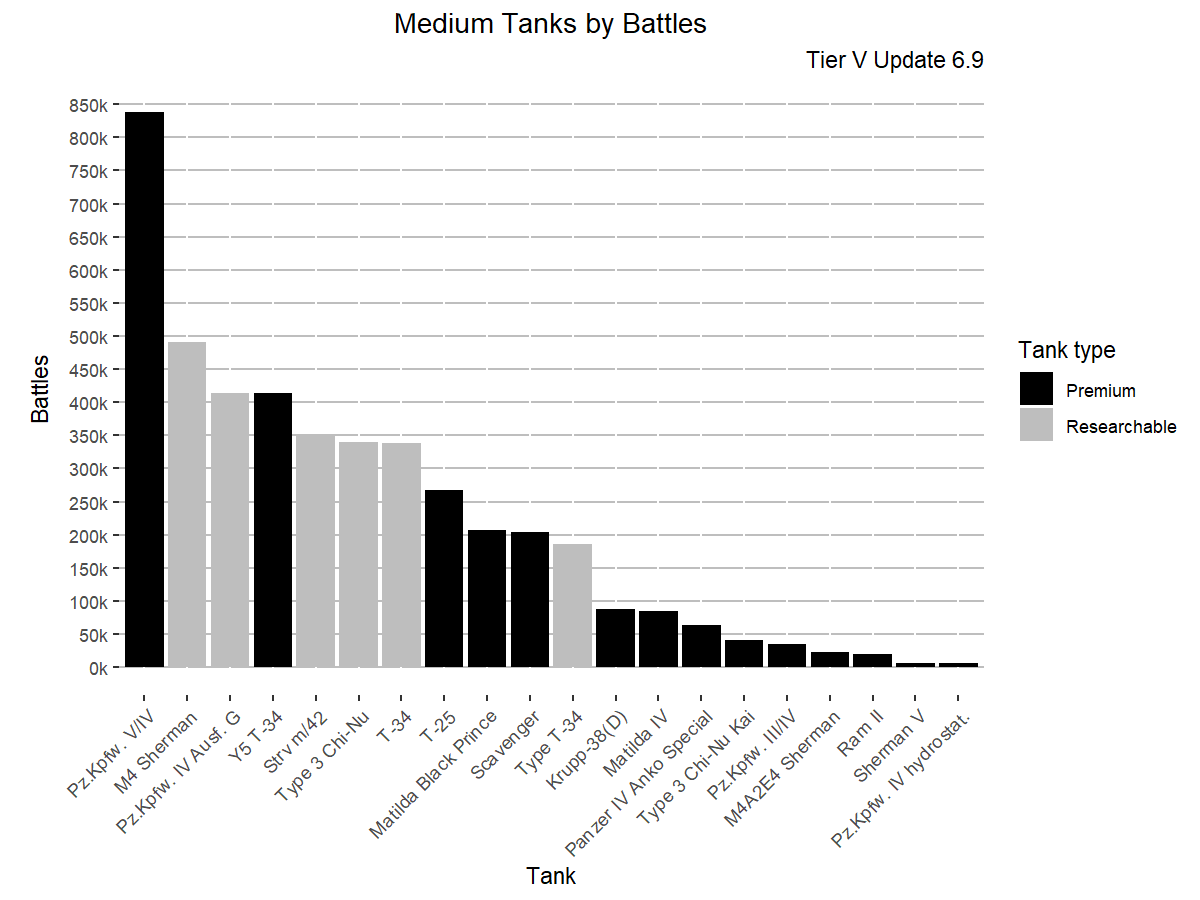 Medium Tanks by Battles
Tier V Update 6.9
850k
800k
750k
700k
650k
600k
550k
500k
450k
400k
350k
300k
250k
200k
150k
100k
50k
0k
Battles
Pz.Kpfw. V/IV
M4 Sherman
Pz.Kpfw. IV Ausf. G
Y5 T-34
Strv m/42
Type 3 Chi-Nu
T-34
T-25
Matilda Black Prince
Scavenger
Type T-34
Krupp-38(D)
Matilda IV
Panzer IV Anko Special
Type 3 Chi-Nu Kai
Pz.Kpfw. III/IV
M4A2E4 Sherman
Ram II
Sherman V
Pz.Kpfw. IV hydrostat.
Tank
Tank type
Premium
Researchable